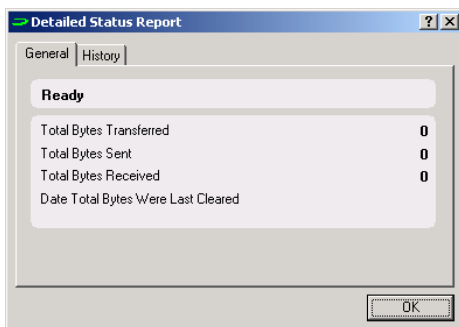 Detailed Status Report
General History
Ready
Total Bytes Transferred 0
Total Bytes Sent 0
Total Bytes Received 0
Date Total Bytes Were Last Cleared
OK